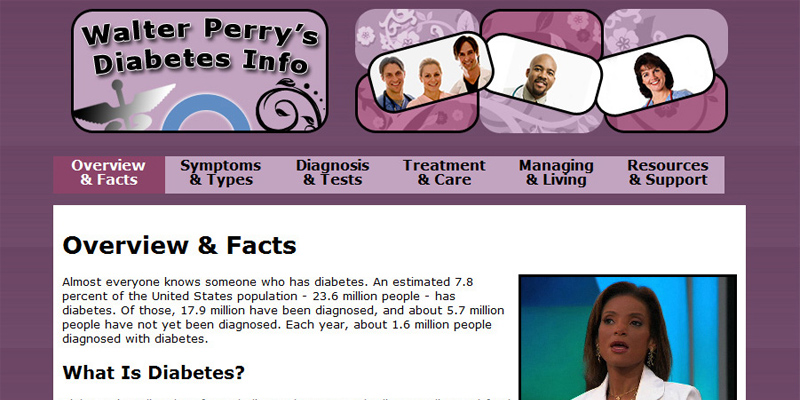 Walter Perry's
Diabetes Info
Overview
& Facts
Symptoms
& Types
Diagnosis
& Tests
Treatment
& Care
Managing
& Living
Resources
& Support
Overview & Facts
Almost everyone knows someone who has diabetes. An estimated 7.8
percent of the United States population - 23.6 million people - has
diabetes. Of those, 17.9 million have been diagnosed, and about 5.7 million
people have not yet been diagnosed. Each year, about 1.6 million people
diagnosed with diabetes.
What Is Diabetes?